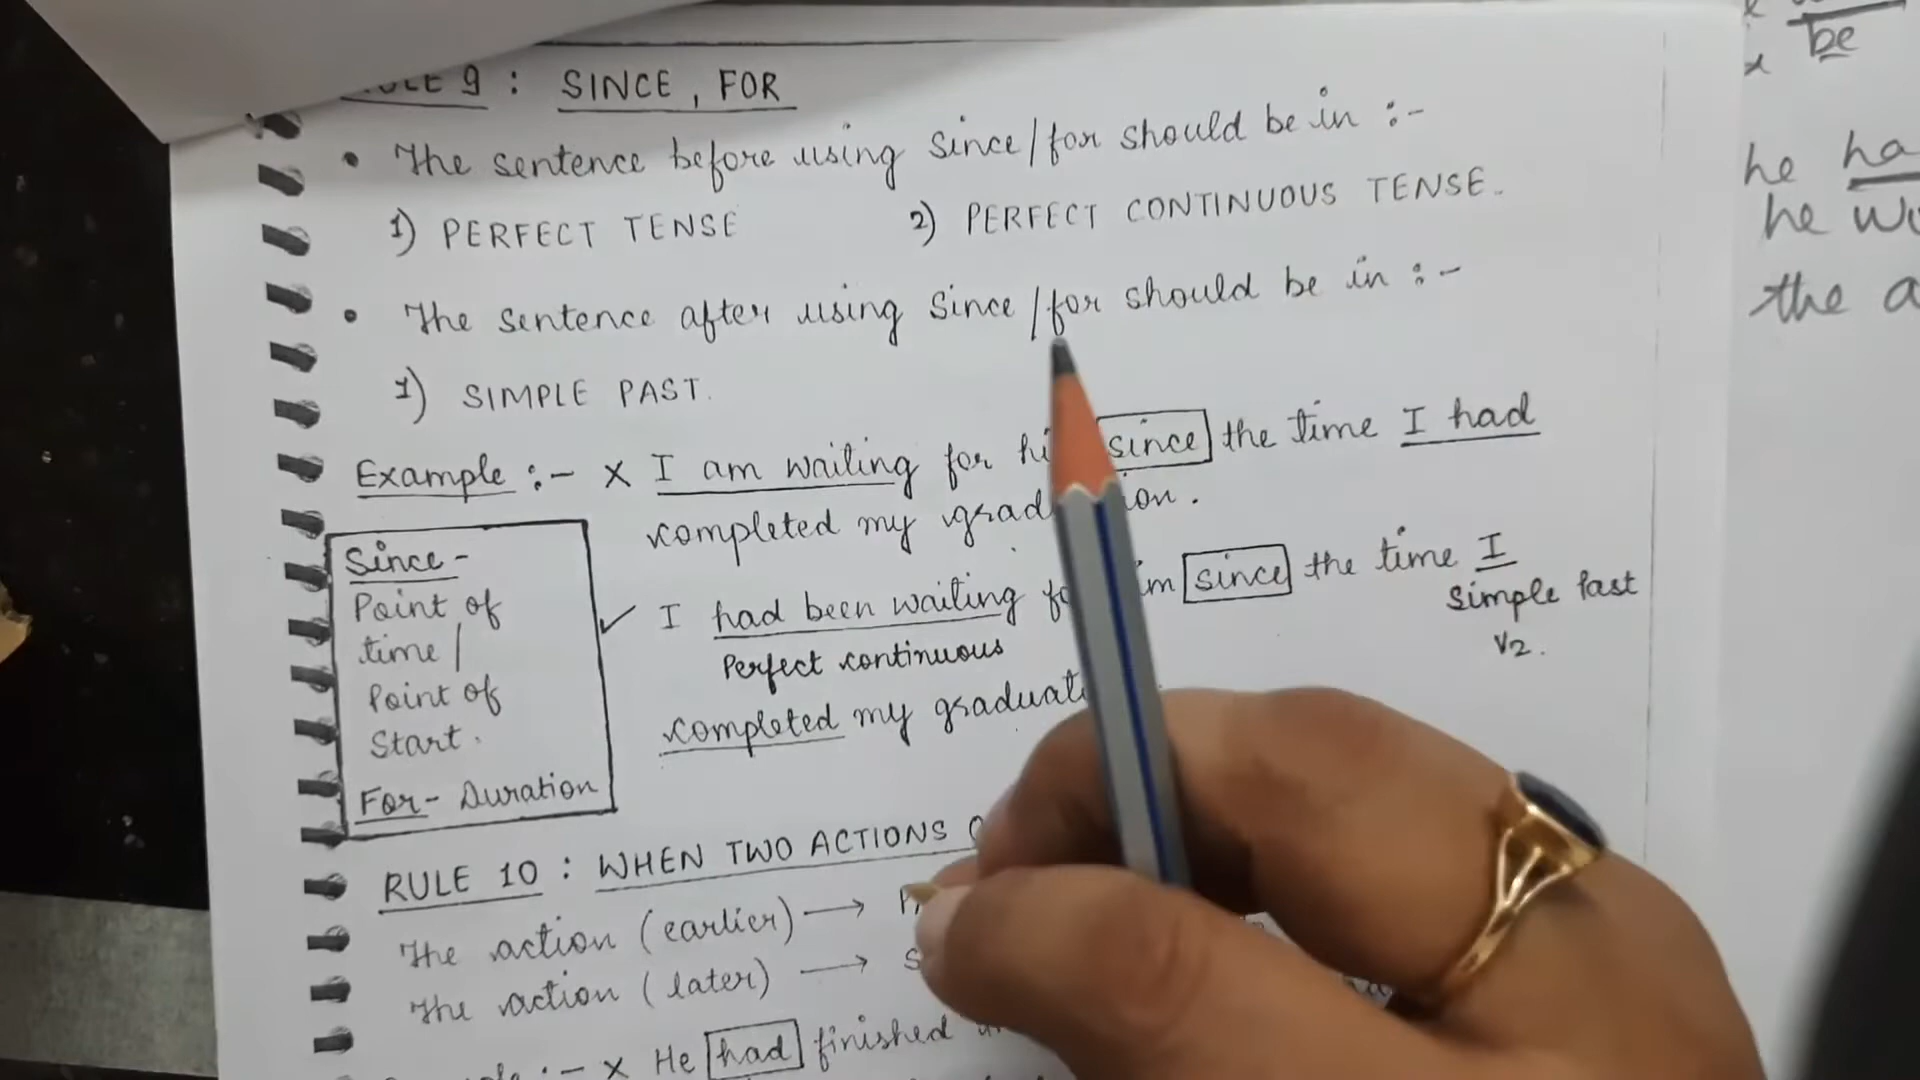 9 : SINCE, FOR
• The sentence before using since/for should be in :-
1) PERFECT TENSE 2) PERFECT CONTINUOUS TENSE.
• The sentence after using since/for should be in :-
1) SIMPLE PAST.
Example :- x I am waiting for since the time I had
completed my
✓ I had been waiting since the time I
Simple Past
V2.
Perfect continuous
completed my
Since -
Point of
time /
Point of
Start.
For - Duration
RULE 10 : WHEN TWO ACTIONS
The action (earlier) →
The action (later) →
:- x He had finished
be
x
he
he
the